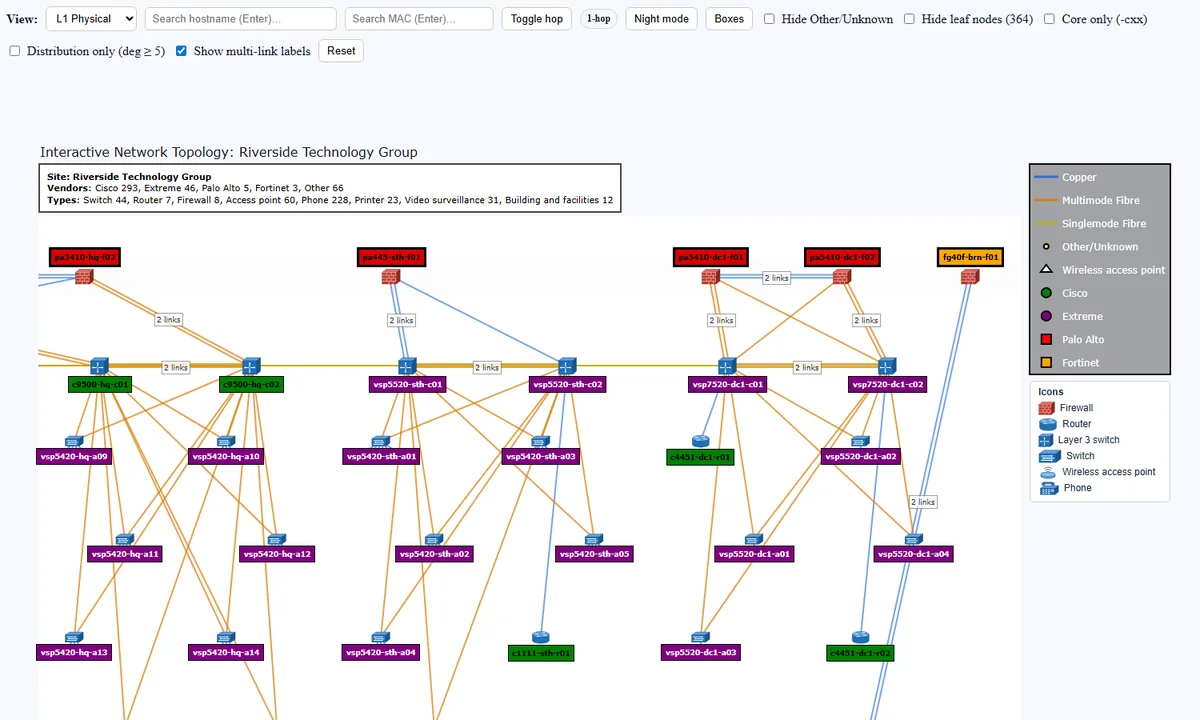 View: L1 Physical Search hostname (Enter)... Search MAC (Enter)... Toggle hop 1-hop Night mode Boxes Hide Other/Unknown Hide leaf nodes (364) Core only (-cxx)
Distribution only (deg ≥ 5) Show multi-link labels Reset
Interactive Network Topology: Riverside Technology Group
Site: Riverside Technology Group
Vendors: Cisco 293, Extreme 46, Palo Alto 5, Fortinet 3, Other 66
Types: Switch 44, Router 7, Firewall 8, Access point 60, Phone 228, Printer 23, Video surveillance 31, Building and facilities 12
Copper
Multimode Fibre
Singlemode Fibre
Other/Unknown
Wireless access point
Cisco
Extreme
Palo Alto
Fortinet
Icons
Firewall
Router
Layer 3 switch
Switch
Wireless access point
Phone
pa3410-hq-f02 pa445-sth-f01 pa5410-dc1-f01 pa5410-dc1-f02 fg40f-brn-f01
2 links
2 links 2 links 2 links 2 links
2 links 2 links 2 links
c9500-hq-c01 c9500-hq-c02 vsp5520-sth-c01 vsp5520-sth-c02 vsp7520-dc1-c01 vsp7520-dc1-c02
vsp5420-hq-a09 vsp5420-hq-a10 vsp5420-sth-a01 vsp5420-sth-a03 c4451-dc1-r01 vsp5520-dc1-a02
2 links
vsp5420-hq-a11 vsp5420-hq-a12 vsp5420-sth-a02 vsp5420-sth-a05 vsp5520-dc1-a01 vsp5520-dc1-a04
vsp5420-hq-a13 vsp5420-hq-a14 vsp5420-sth-a04 c1111-sth-r01 vsp5520-dc1-a03 c4451-dc1-r02